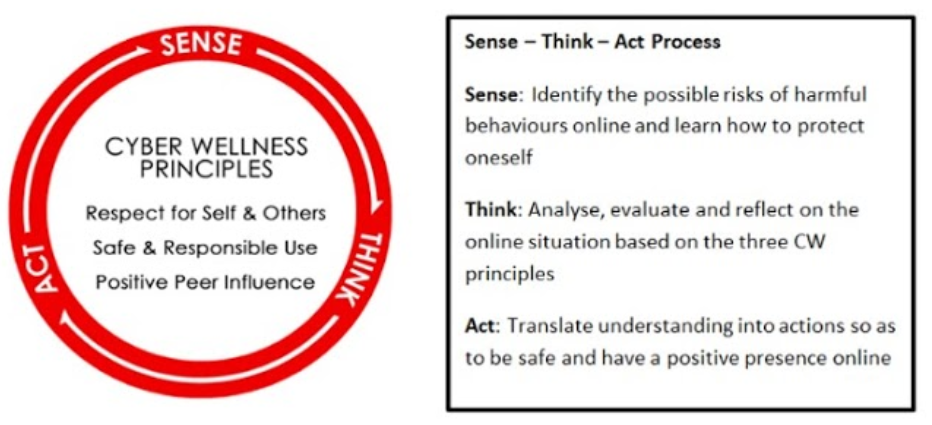 SENSE
THINK
ACT
CYBER WELLNESS
PRINCIPLES
Respect for Self & Others
Safe & Responsible Use
Positive Peer Influence
Sense – Think – Act Process
Sense: Identify the possible risks of harmful
behaviours online and learn how to protect
oneself
Think: Analyse, evaluate and reflect on the
online situation based on the three CW
principles
Act: Translate understanding into actions so as
to be safe and have a positive presence online